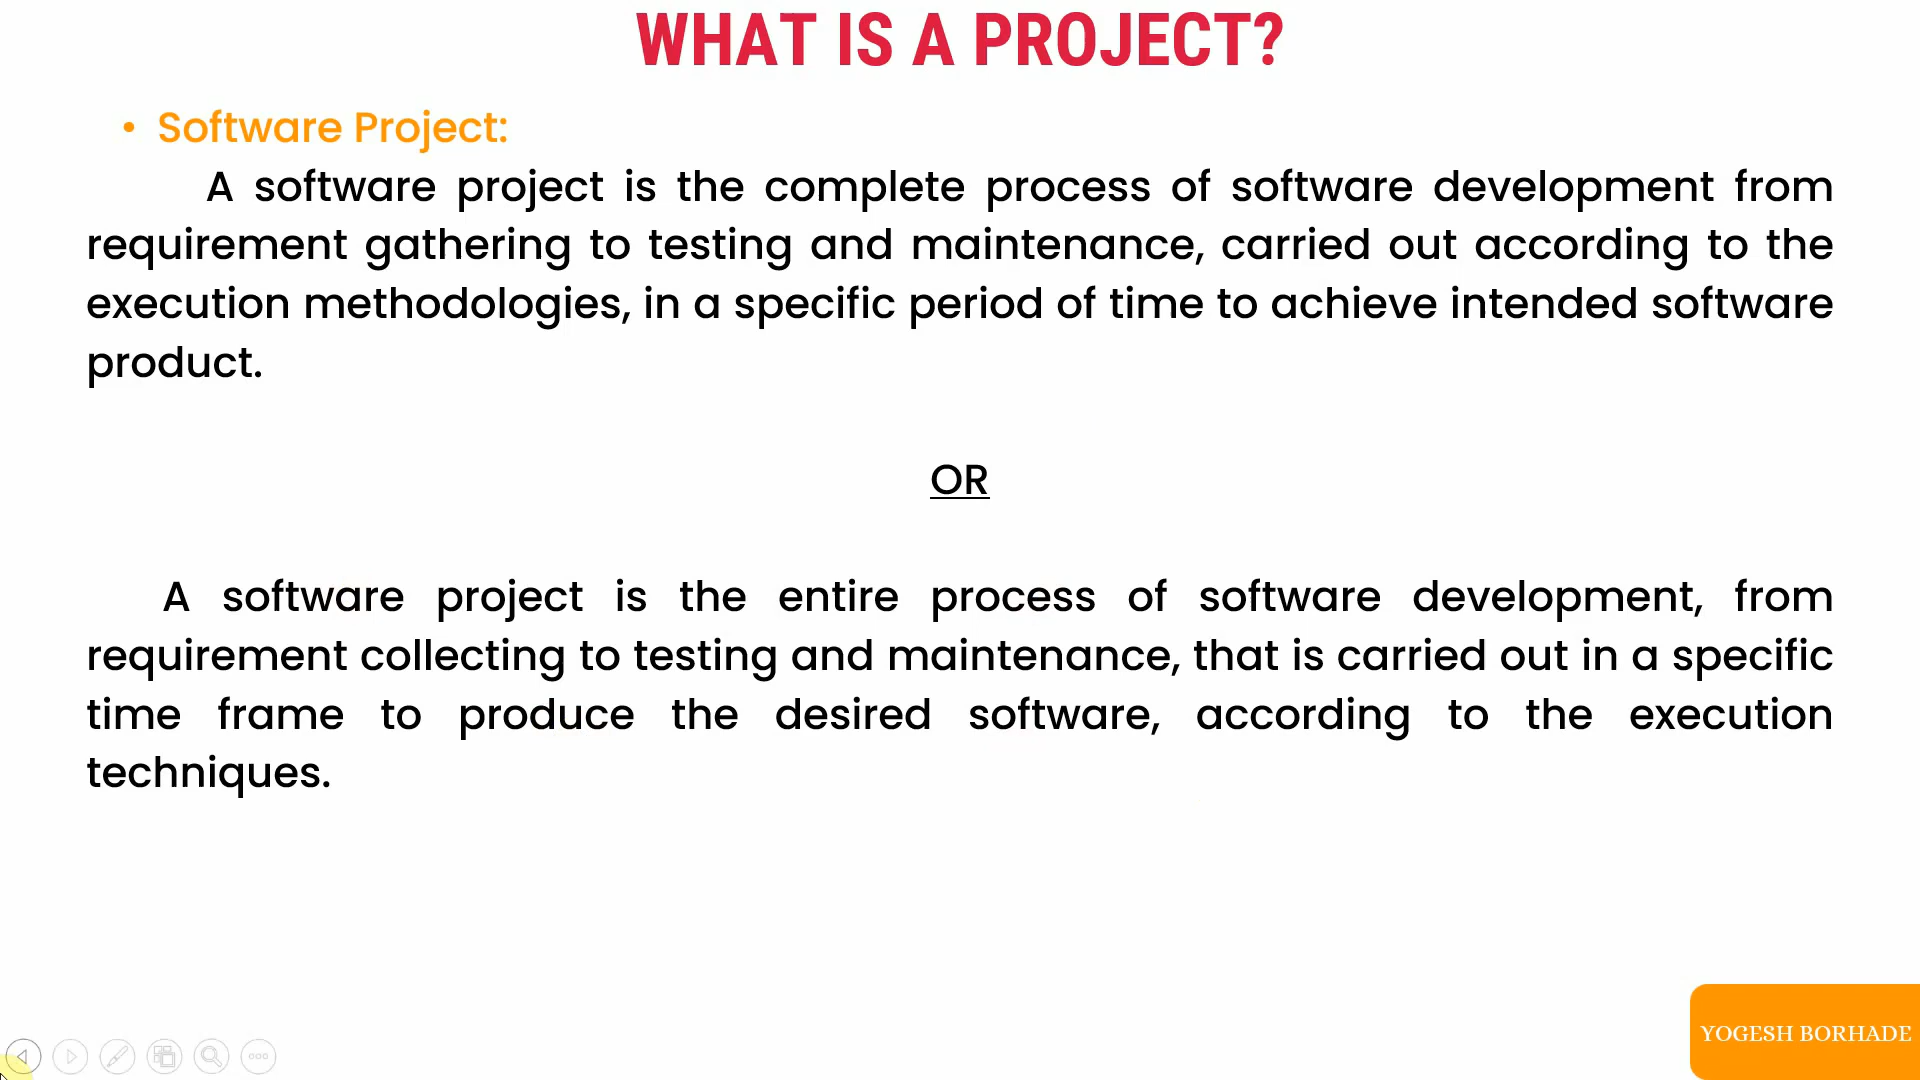 WHAT IS A PROJECT?
• Software Project:
A software project is the complete process of software development from
requirement gathering to testing and maintenance, carried out according to the
execution methodologies, in a specific period of time to achieve intended software
product.
OR
A software project is the entire process of software development, from
requirement collecting to testing and maintenance, that is carried out in a specific
time frame to produce the desired software, according to the execution
techniques.
YOGESH BORHADE